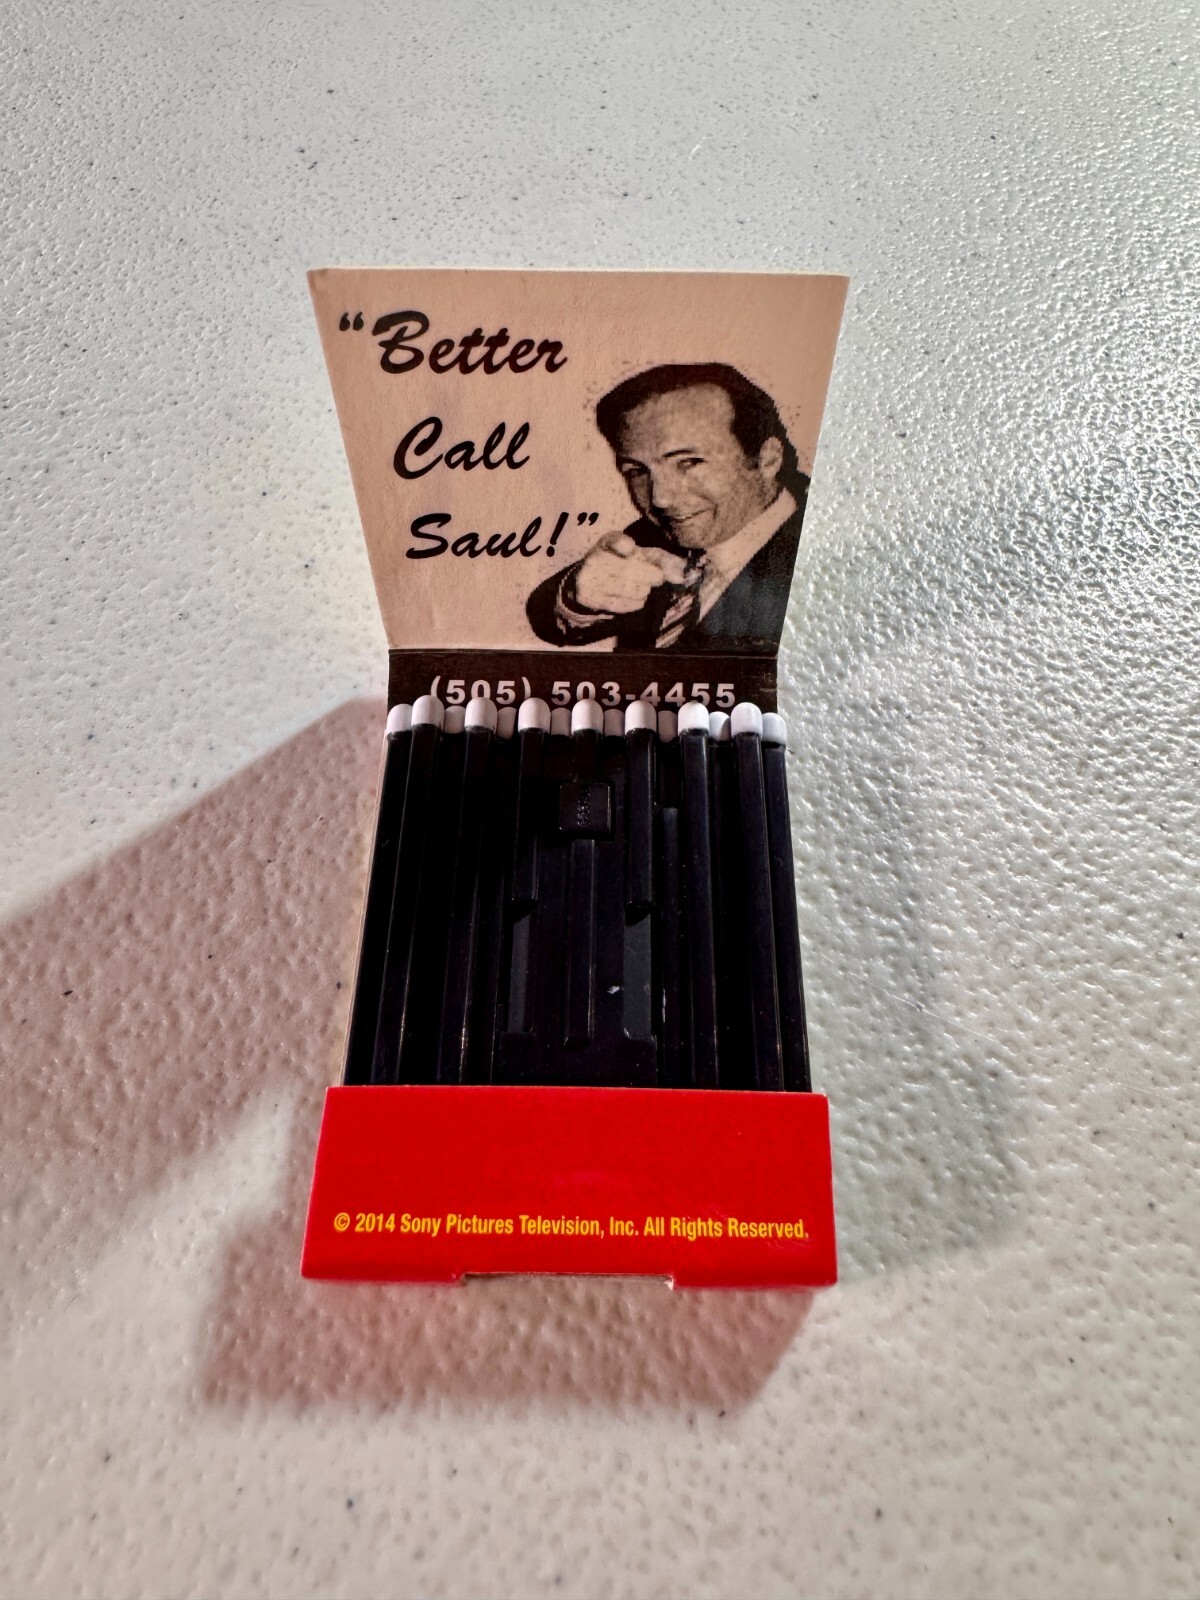 “Better
Call
Saul!”
(505) 503-4455
© 2014 Sony Pictures Television, Inc. All Rights Reserved.